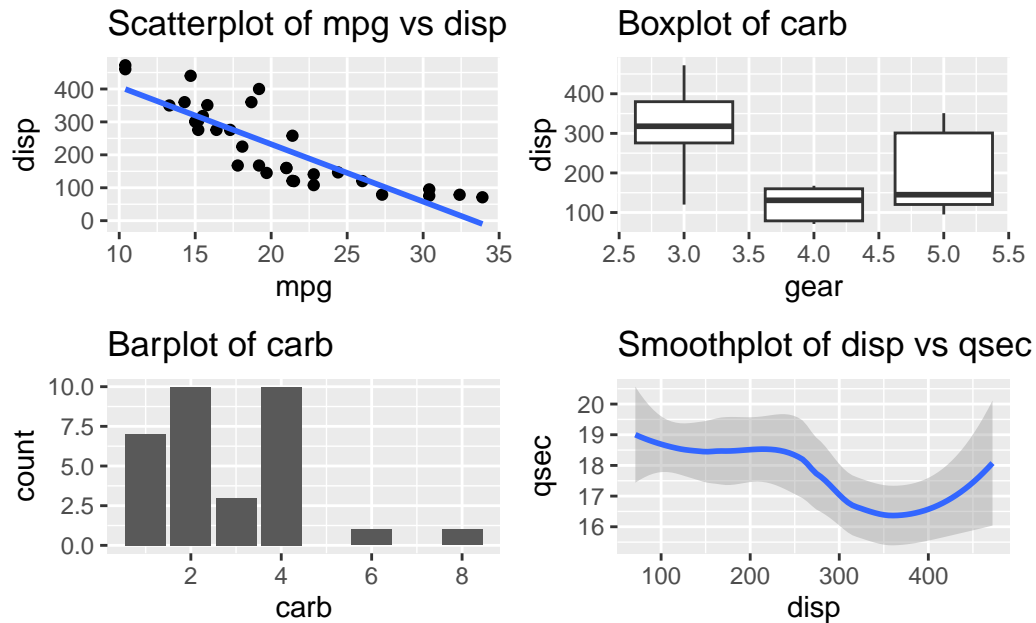 Scatterplot of mpg vs disp
400
300
200
100
0
disp
10 15 20 25 30 35
mpg
Boxplot of carb
400
300
200
100
disp
2.5 3.0 3.5 4.0 4.5 5.0 5.5
gear
Barplot of carb
10.0
7.5
5.0
2.5
0.0
count
2 4 6 8
carb
Smoothplot of disp vs qsec
20
19
18
17
16
qsec
100 200 300 400
disp